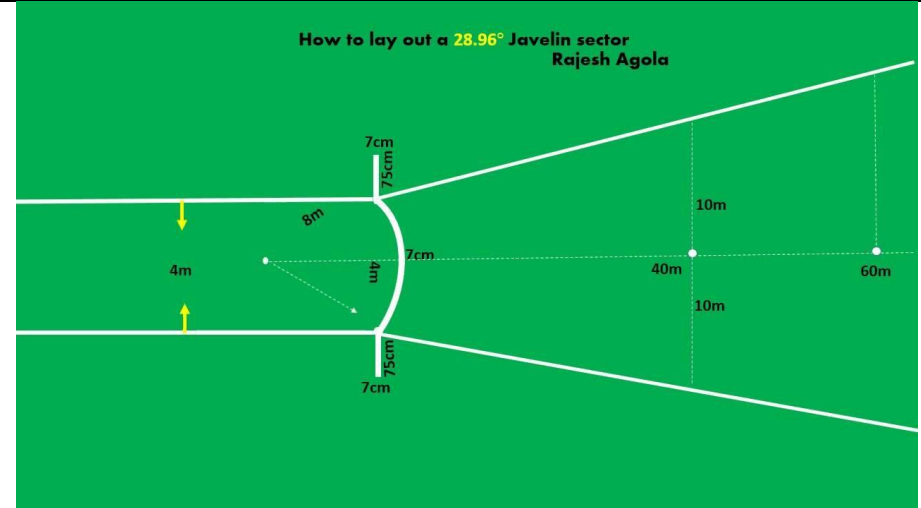 How to lay out a 28.96° Javelin sector
Rajesh Agola
7cm
75cm
8m
10m
7cm
4m
4m
40m
60m
10m
75cm
7cm